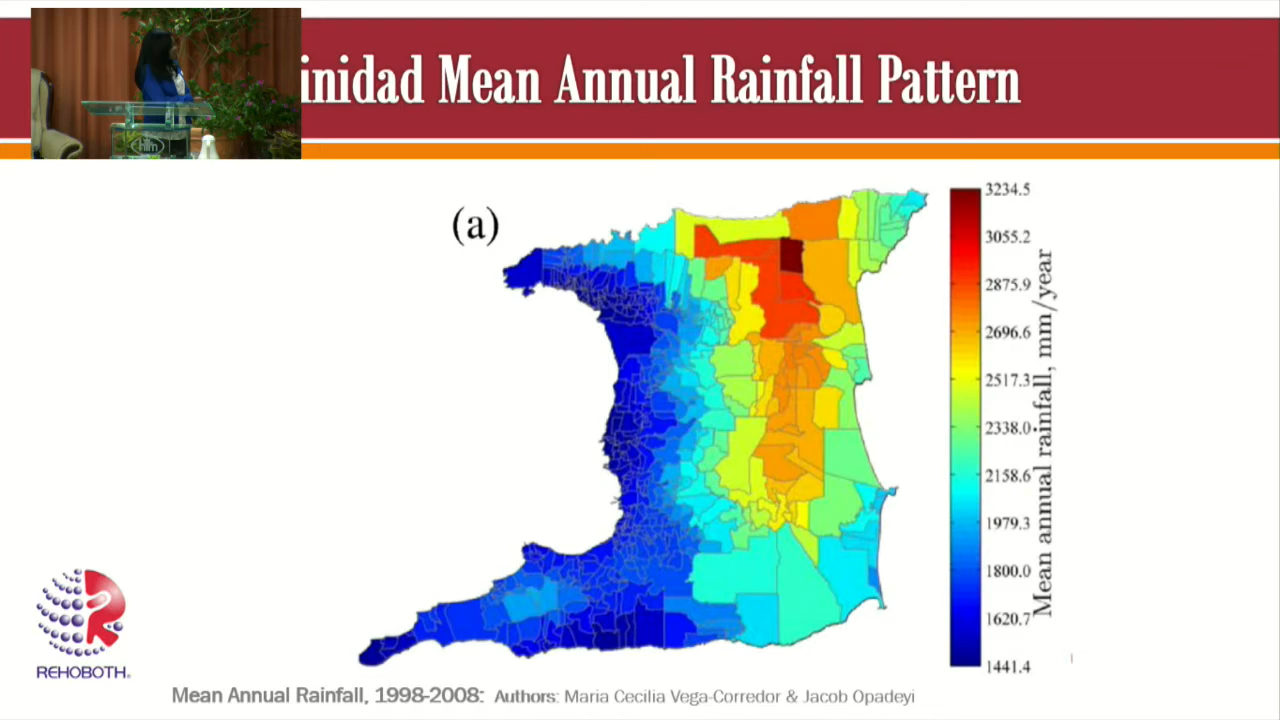 inidad Mean Annual Rainfall Pattern
(a)
3234.5
3055.2
2875.9
2696.6
2517.3
2338.0
2158.6
1979.3
1800.0
1620.7
1441.4
Mean annual rainfall, mm/year
REHOBOTH.
Mean Annual Rainfall, 1998-2008: Authors: Maria Cecilia Vega-Corredor & Jacob Opadeyi